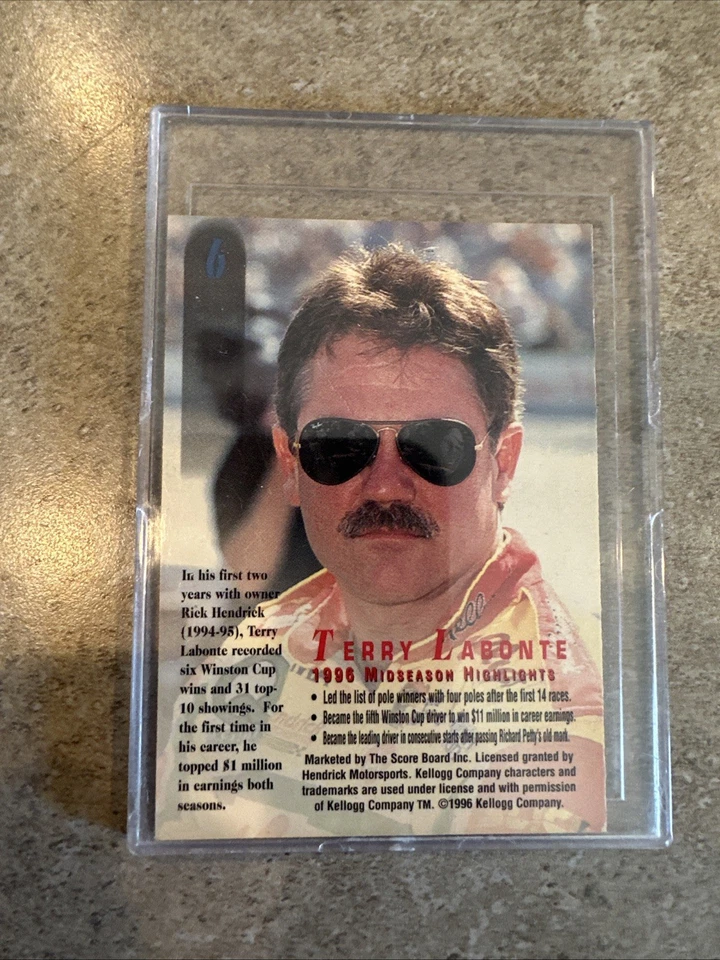 6
In his first two
years with owner
Rick Hendrick
(1994-95), Terry
Labonte recorded
six Winston Cup
wins and 31 top-
10 showings. For
the first time in
his career, he
topped $1 million
in earnings both
seasons.
TERRY LABONTE
1996 MIDSEASON HIGHLIGHTS
• Led the list of pole winners with four poles after the first 14 races.
• Became the fifth Winston Cup driver to win $11 million in career earnings.
• Became the leading driver in consecutive starts after passing Richard Petty's old mark.
Marketed by The Score Board Inc. Licensed granted by
Hendrick Motorsports. Kellogg Company characters and
trademarks are used under license and with permission
of Kellogg Company TM. ©1996 Kellogg Company.